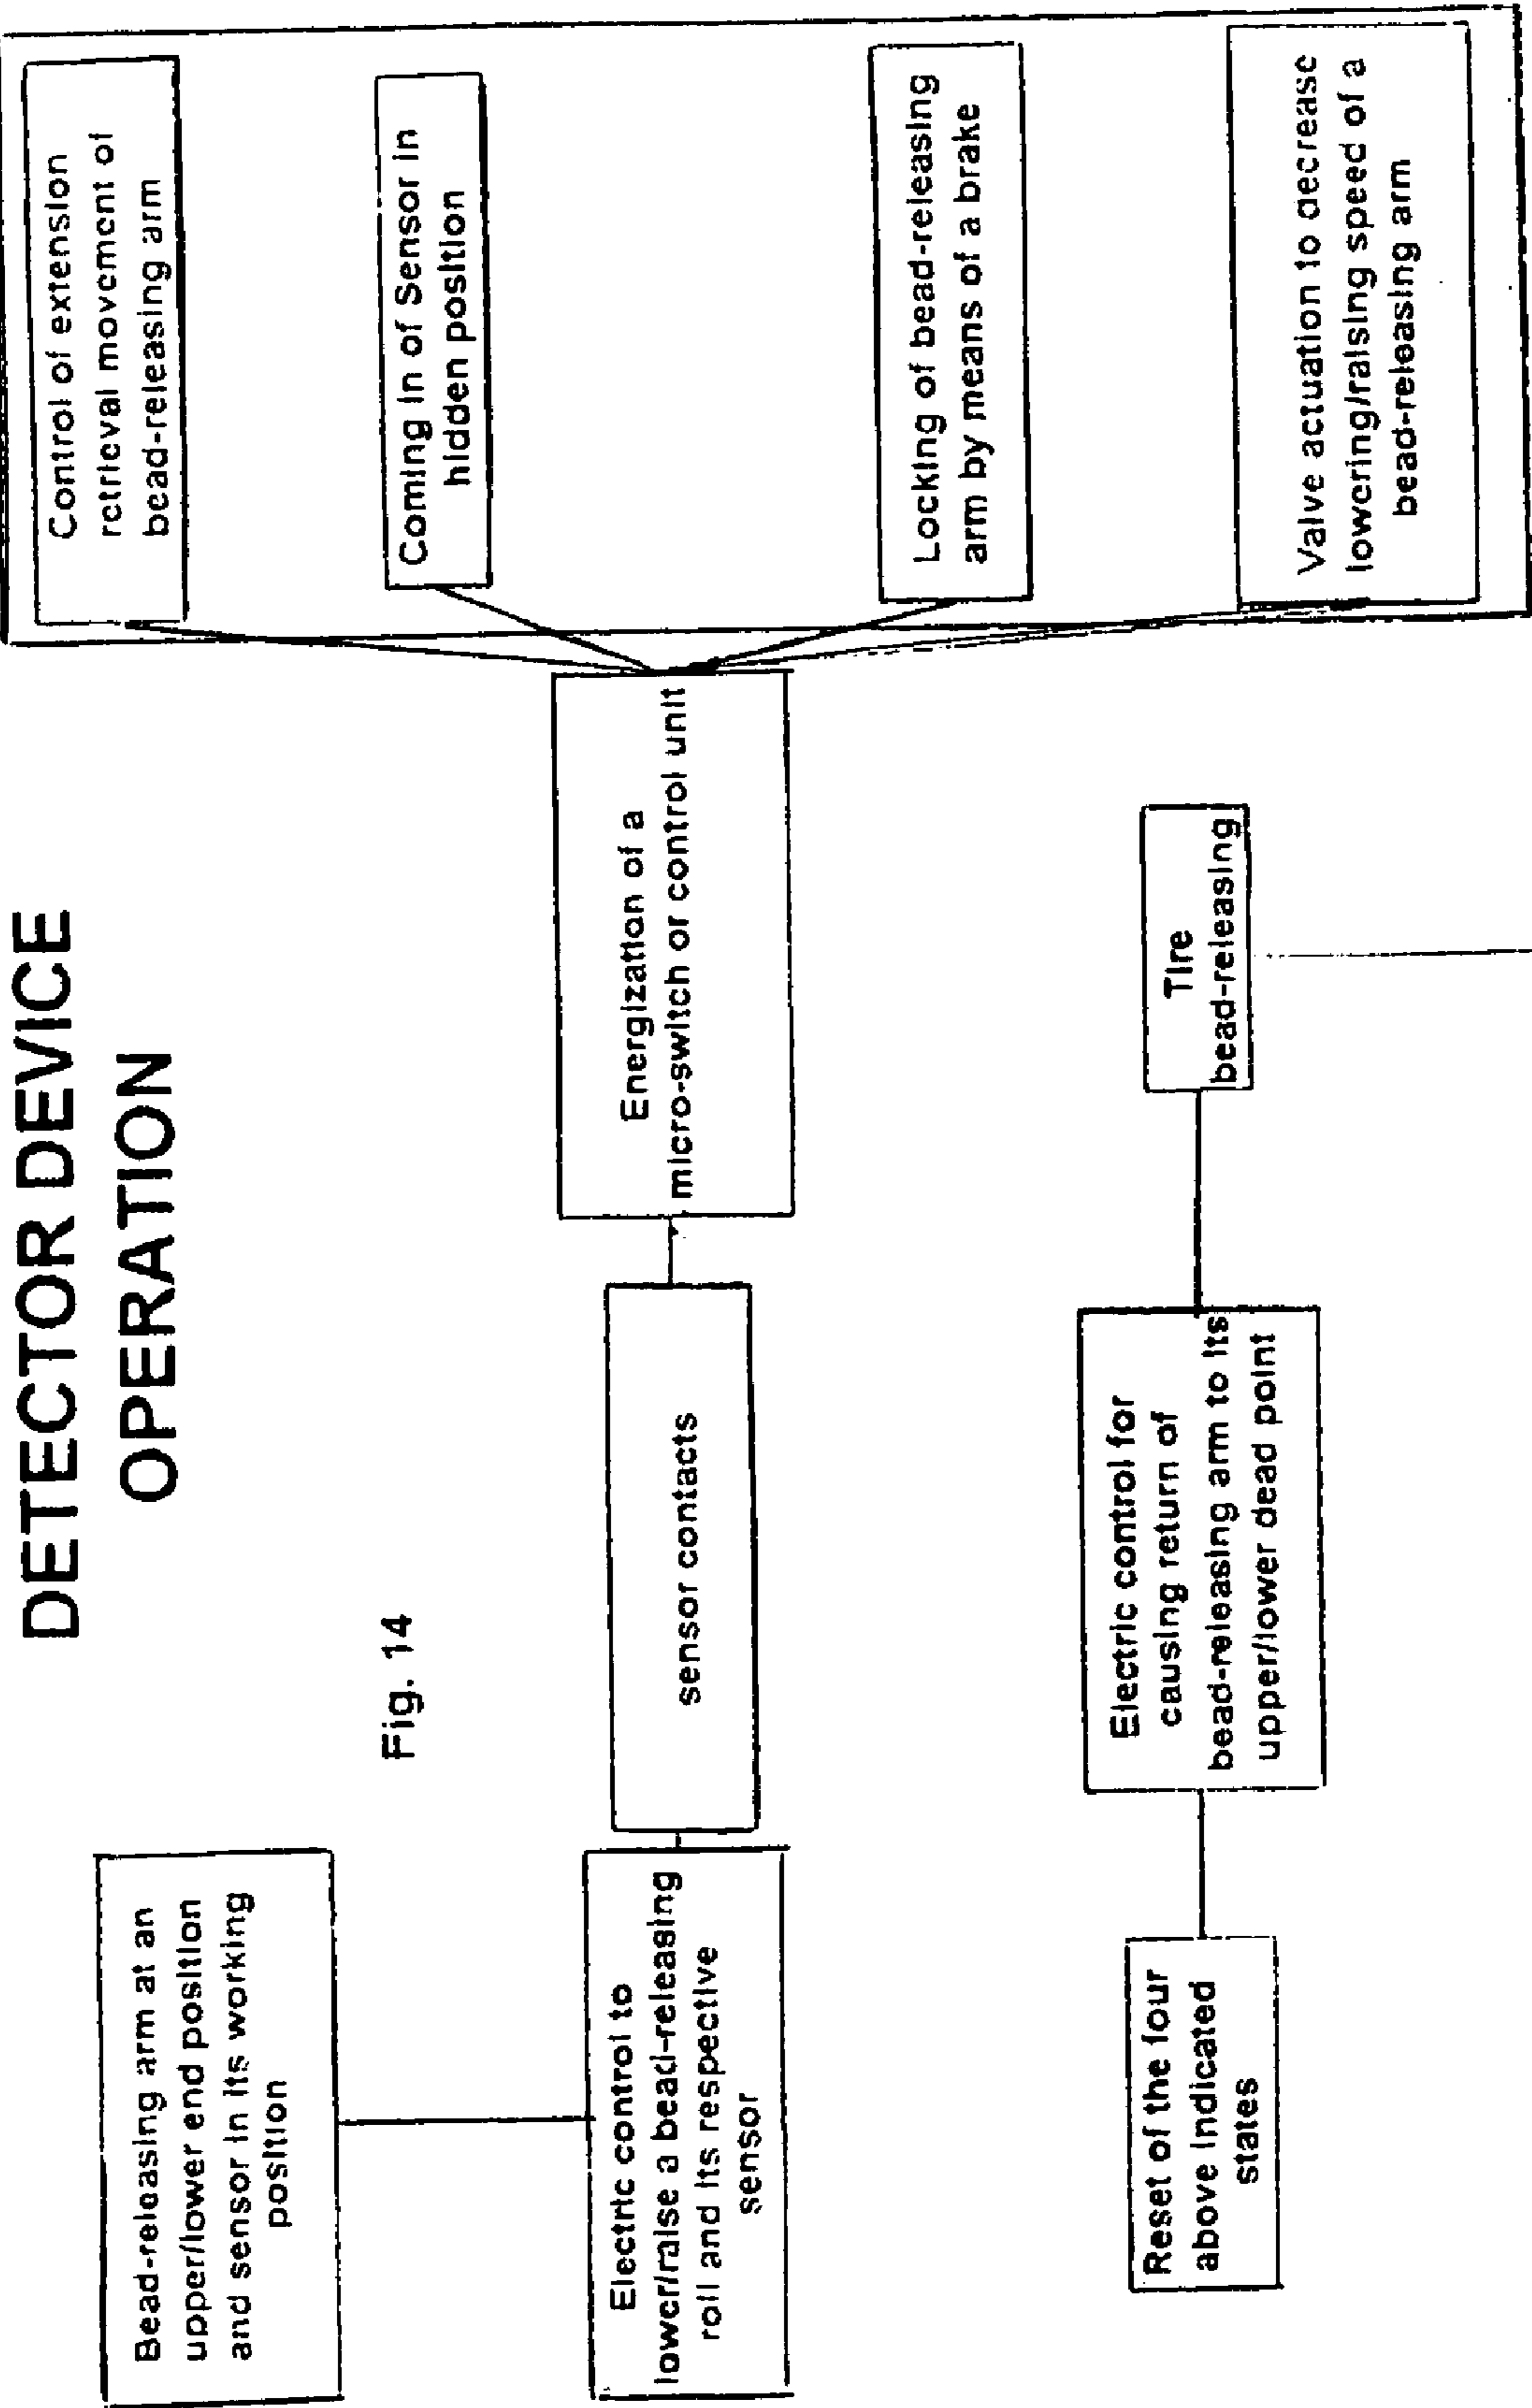 DETECTOR DEVICE
OPERATION
Fig. 14
Bead-releasing arm at an
upper/lower end position
and sensor in its working
position
Electric control to
lower/raise a bead-releasing
roll and its respective
sensor
sensor contacts
Energization of a
micro-switch or control unit
Control of extension
retrieval movement of
bead-releasing arm
Coming in of Sensor in
hidden position
Locking of bead-releasing
arm by means of a brake
Valve actuation to decrease
lowering/raising speed of a
bead-releasing arm
Tire
bead-releasing
Electric control for
causing return of
bead-releasing arm to its
upper/lower dead point
Reset of the four
above indicated
states